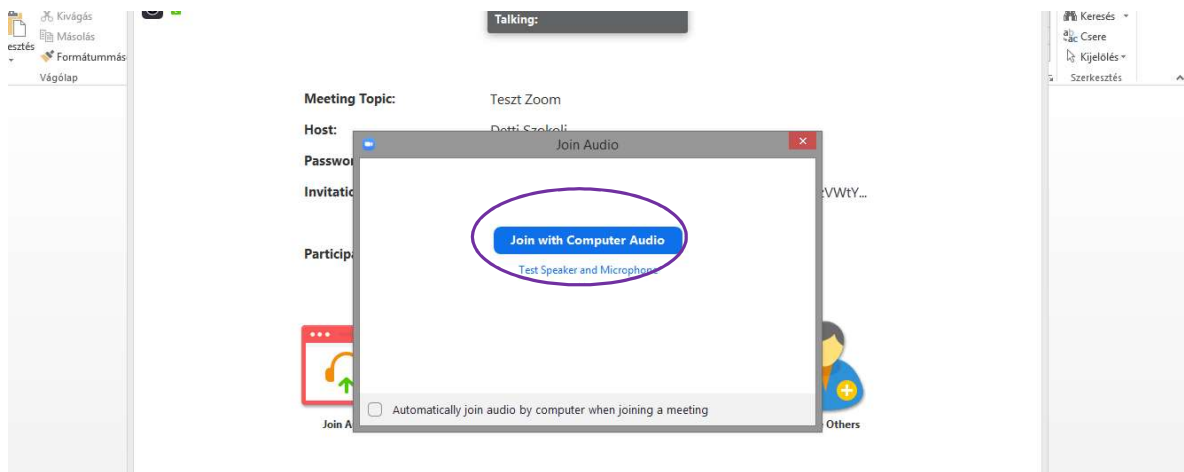 Kivágás
Másolás
esztés
Formátummás
Vágólap
Talking:
Keresés
Csere
Kijelölés
Szerkesztés
Meeting Topic: Teszt Zoom
Host: Detti Szokoli
Join Audio
Passwor
Invitatio
:VWtY...
Join with Computer Audio
Particip
Test Speaker and Microphone
Automatically join audio by computer when joining a meeting
Join A
Others